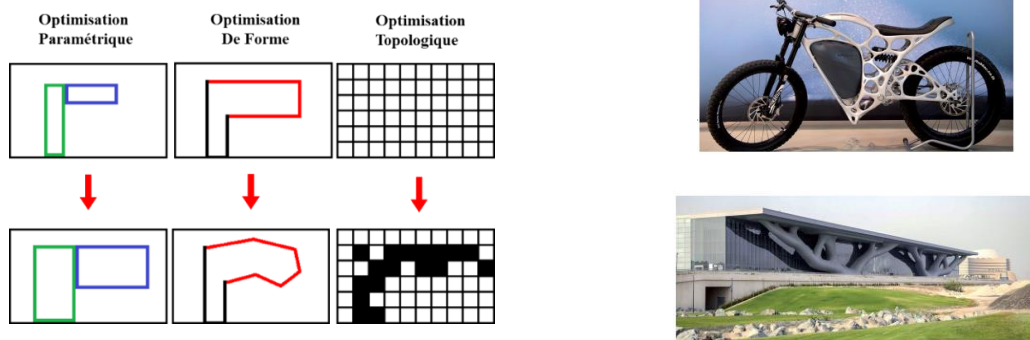 Optimisation
Paramétrique
Optimisation
De Forme
Optimisation
Topologique